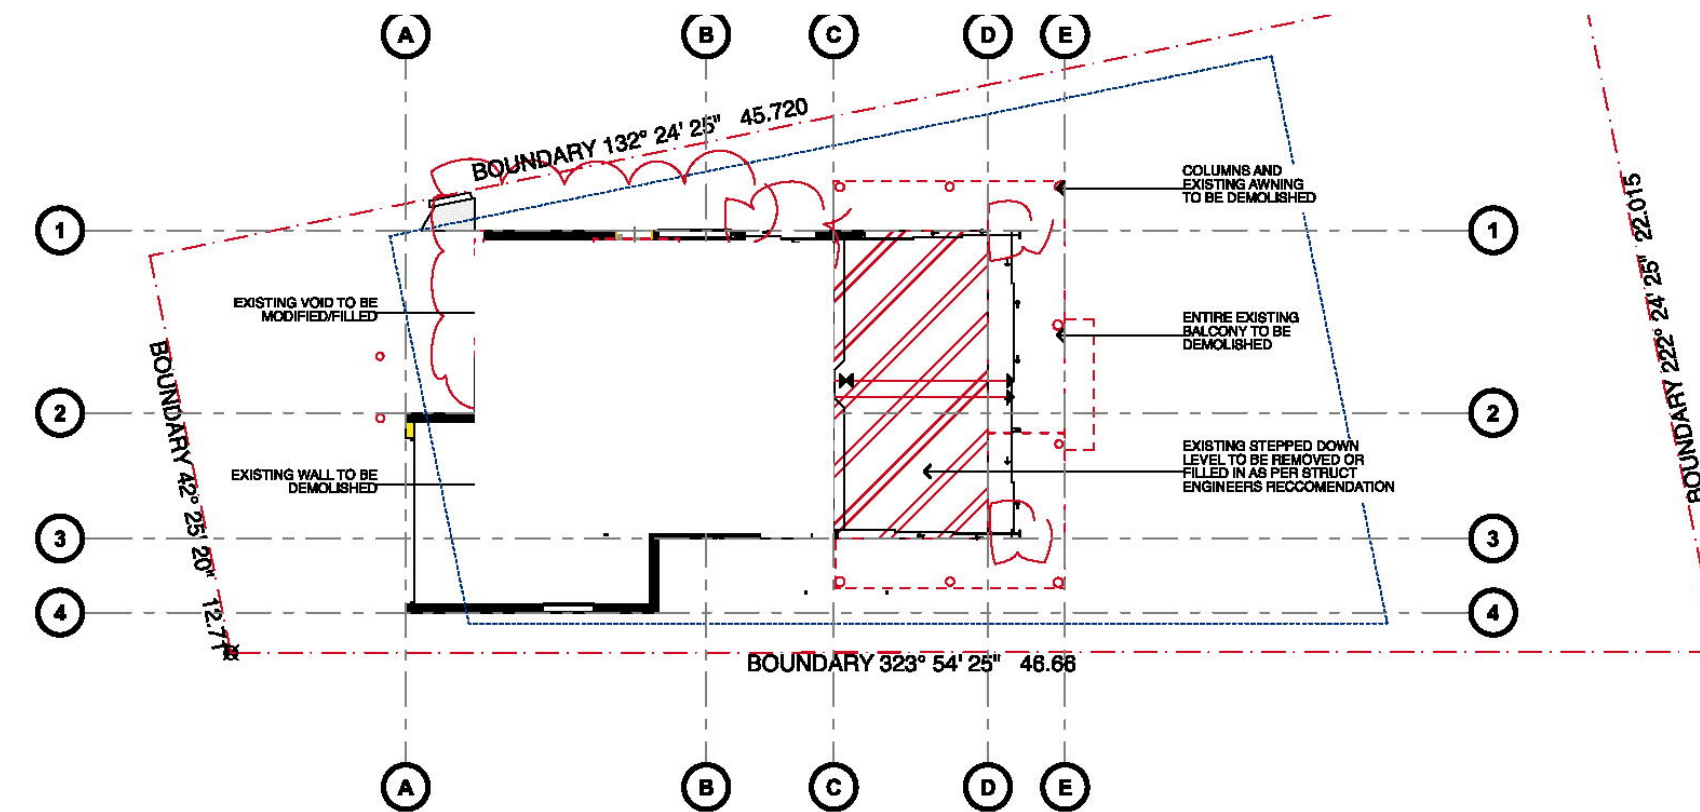 A B C D E
BOUNDARY 132° 24' 25" 45.720
COLUMNS AND
EXISTING AWNING
TO BE DEMOLISHED
1 1
BOUNDARY 222° 24' 25" 22.015
EXISTING VOID TO BE
MODIFIED/FILLED
ENTIRE EXISTING
BALCONY TO BE
DEMOLISHED
BOUNDARY 42° 25' 20" 12.71
2 2
EXISTING WALL TO BE
DEMOLISHED
EXISTING STEPPED DOWN
LEVEL TO BE REMOVED OR
FILLED IN AS PER STRUCT
ENGINEERS RECCOMENDATION
BOUN
3 3
4 4
BOUNDARY 323° 54' 25" 46.66
A B C D E